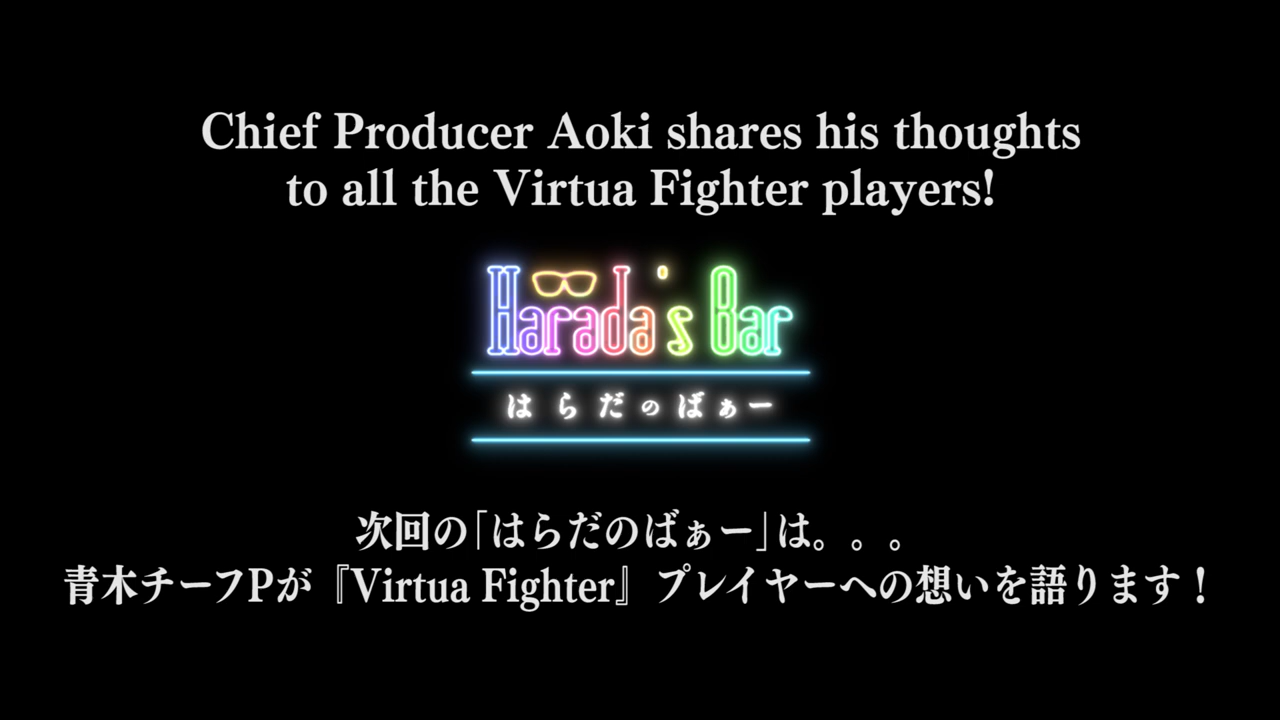 Chief Producer Aoki shares his thoughts
to all the Virtua Fighter players!
Harada's Bar
はらだのばぁー
次回の「はらだのばぁー」は。。。
青木チーフPが『Virtua Fighter』プレイヤーへの想いを語ります！